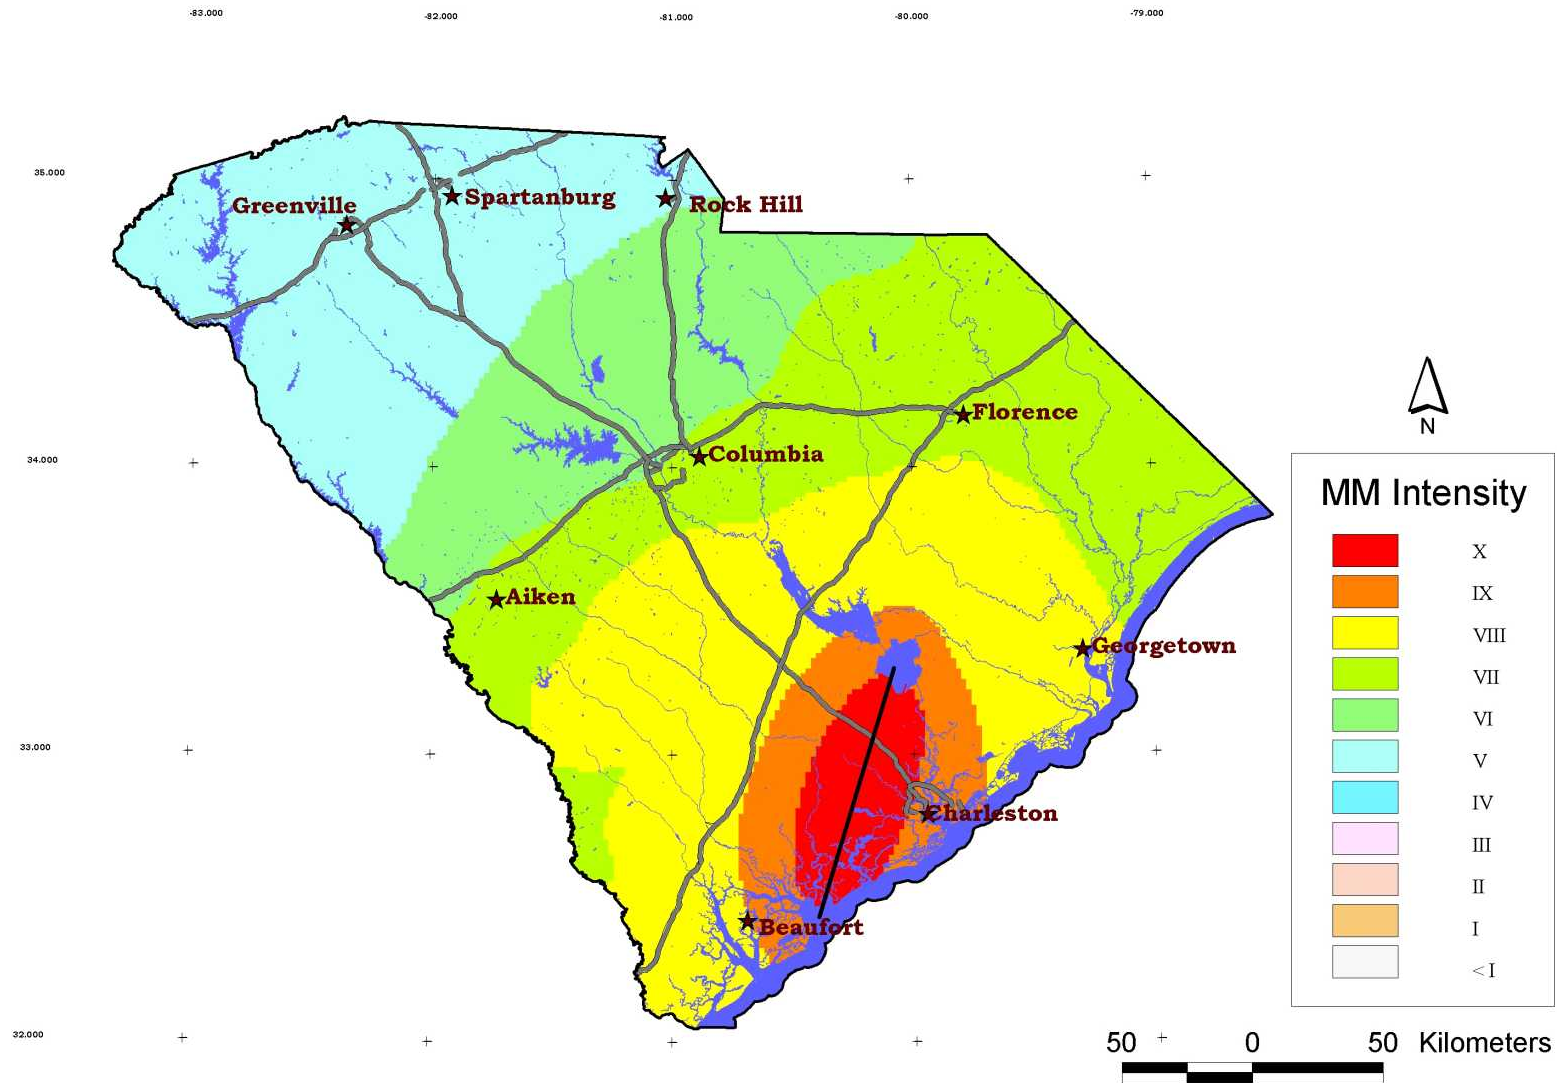 -83.000
-82.000
-81.000
-80.000
-79.000
35.000
Greenville
Spartanburg
Rock Hill
Florence
N
34.000
Columbia
MM Intensity
X
Aiken
IX
VIII
Georgetown
VII
VI
33.000
V
IV
Charleston
III
II
Beaufort
I
< I
32.000
50 0 50 Kilometers